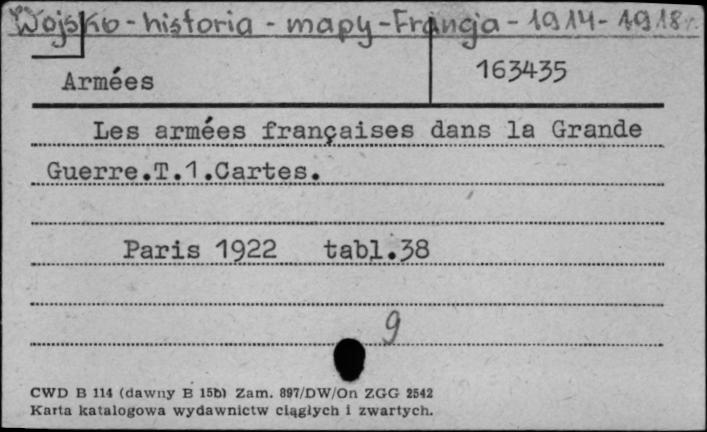 Wojsko - historia - mapy - Francja - 1914 - 1918 r.
Armées 163435
Les armées françaises dans la Grande
Guerre.T.1.Cartes.
Paris 1922 tabl.38
9
CWD B 114 (dawny B 15b) Zam. 897/DW/On ZGG 2542
Karta katalogowa wydawnictw ciągłych i zwartych.